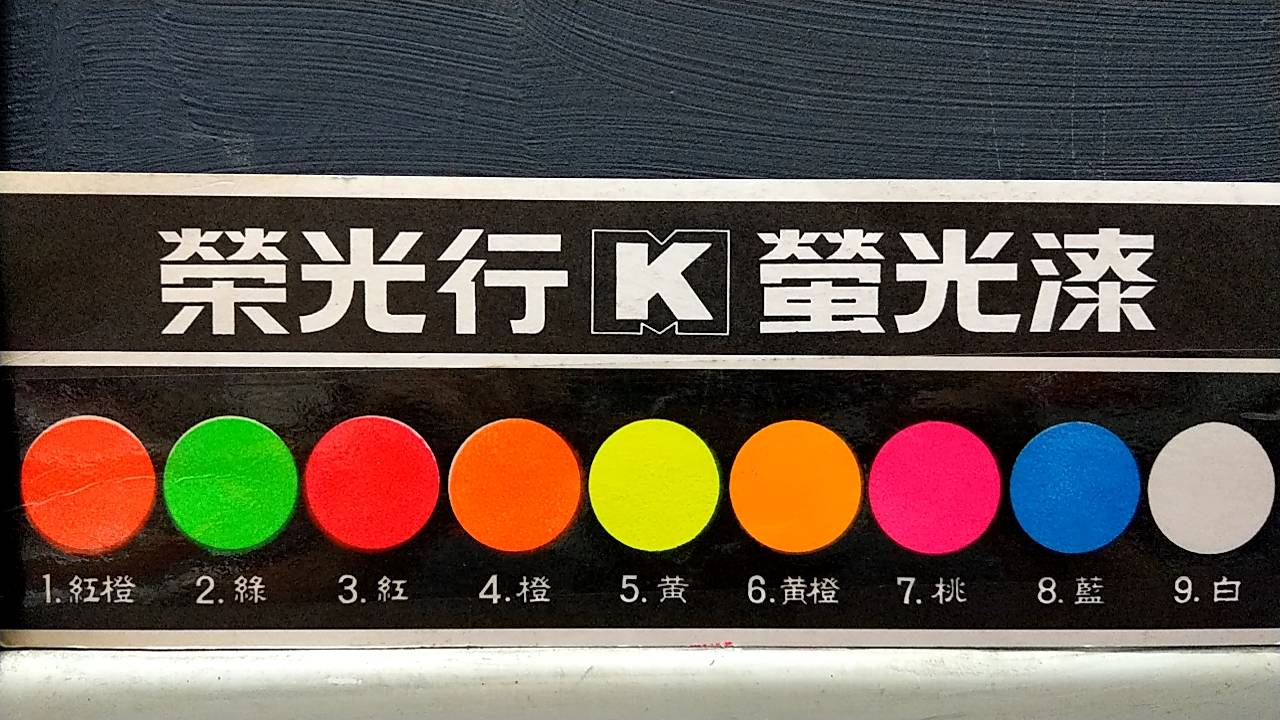 榮光行 K 螢光漆
1.紅橙 2.綠 3.紅 4.橙 5.黃 6.黃橙 7.桃 8.藍 9.白